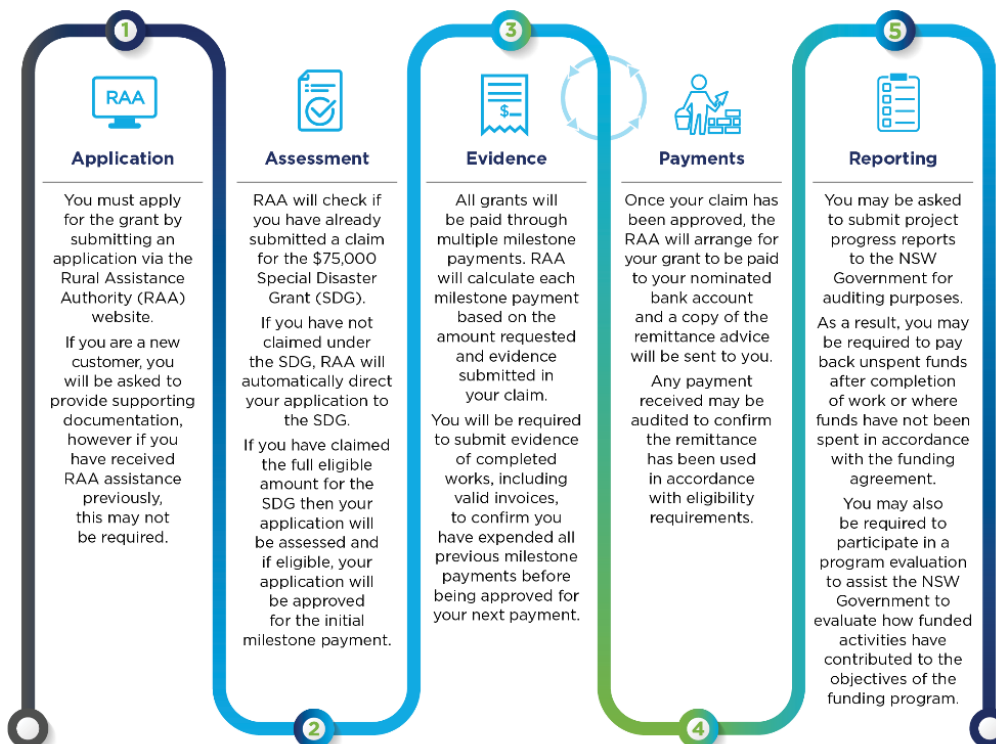 1
RAA
Application
You must apply
for the grant by
submitting an
application via the
Rural Assistance
Authority (RAA)
website.
If you are a new
customer, you
will be asked to
provide supporting
documentation,
however if you
have received
RAA assistance
previously,
this may not
be required.
2
Assessment
RAA will check if
you have already
submitted a claim
for the $75,000
Special Disaster
Grant (SDG).
If you have not
claimed under
the SDG, RAA will
automatically direct
your application to
the SDG.
If you have claimed
the full eligible
amount for the
SDG then your
application will
be assessed and
if eligible, your
application will
be approved
for the initial
milestone payment.
3
$
Evidence
All grants will
be paid through
multiple milestone
payments. RAA
will calculate each
milestone payment
based on the
amount requested
and evidence
submitted in
your claim.
You will be required
to submit evidence
of completed
works, including
valid invoices,
to confirm you
have expended all
previous milestone
payments before
being approved for
your next payment.
4
Payments
Once your claim has
been approved, the
RAA will arrange for
your grant to be paid
to your nominated
bank account
and a copy of the
remittance advice
will be sent to you.
Any payment
received may be
audited to confirm
the remittance
has been used
in accordance
with eligibility
requirements.
5
Reporting
You may be asked
to submit project
progress reports
to the NSW
Government for
auditing purposes.
As a result, you may
be required to pay
back unspent funds
after completion
of work or where
funds have not been
spent in accordance
with the funding
agreement.
You may also
be required to
participate in a
program evaluation
to assist the NSW
Government to
evaluate how funded
activities have
contributed to the
objectives of the
funding program.